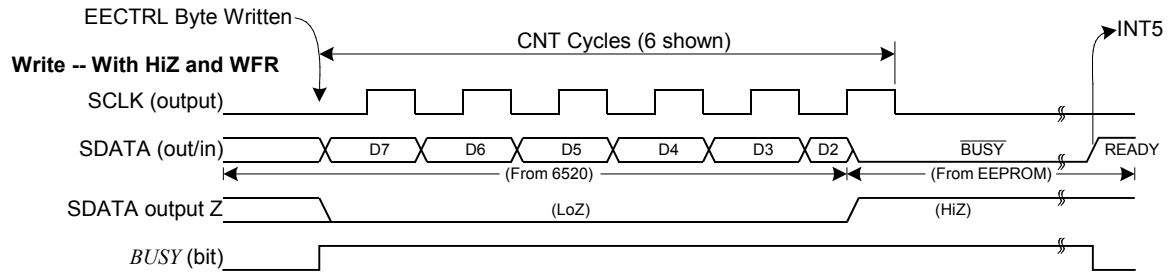 EECTRL Byte Written
INT5
CNT Cycles (6 shown)
Write -- With HiZ and WFR
SCLK (output)
SDATA (out/in) D7 D6 D5 D4 D3 D2 BUSY READY
(From 6520) (From EEPROM)
SDATA output Z (LoZ) (HiZ)
BUSY (bit)